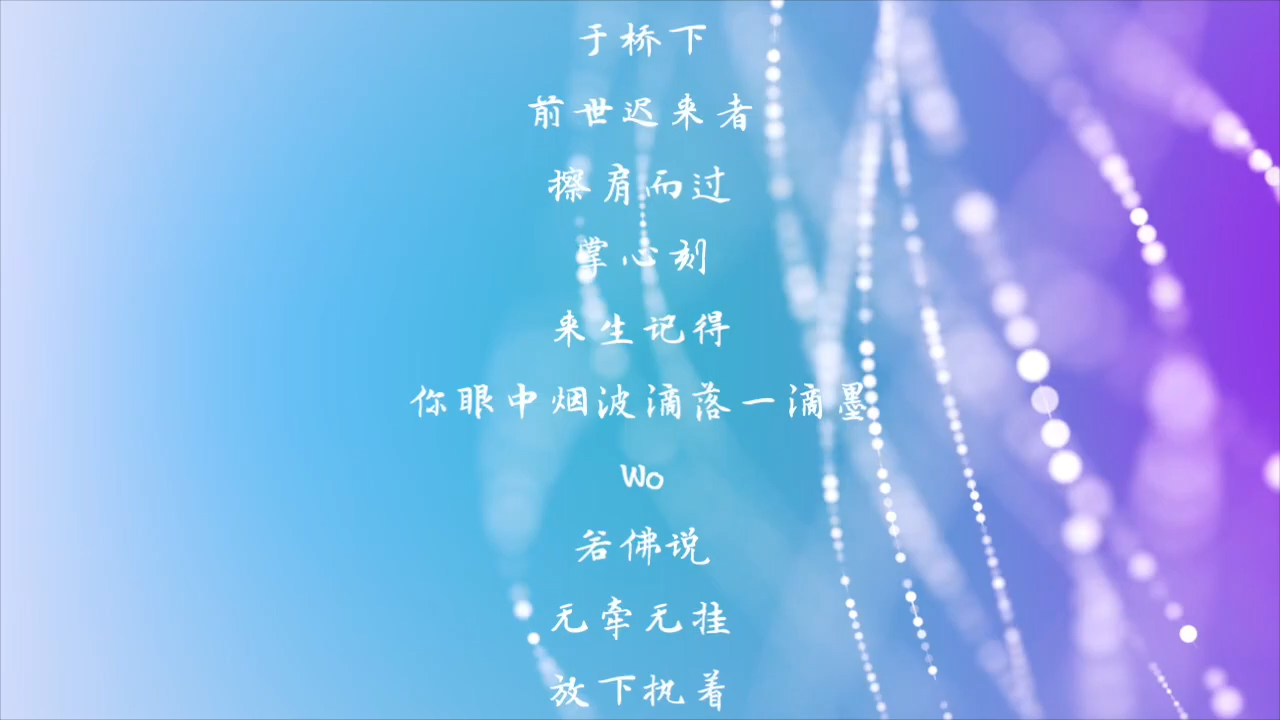 于桥下
前世迟来者
擦肩而过
掌心刻
来生记得
你眼中烟波滴落一滴墨
Wo
若佛说
无牵无挂
放下执着